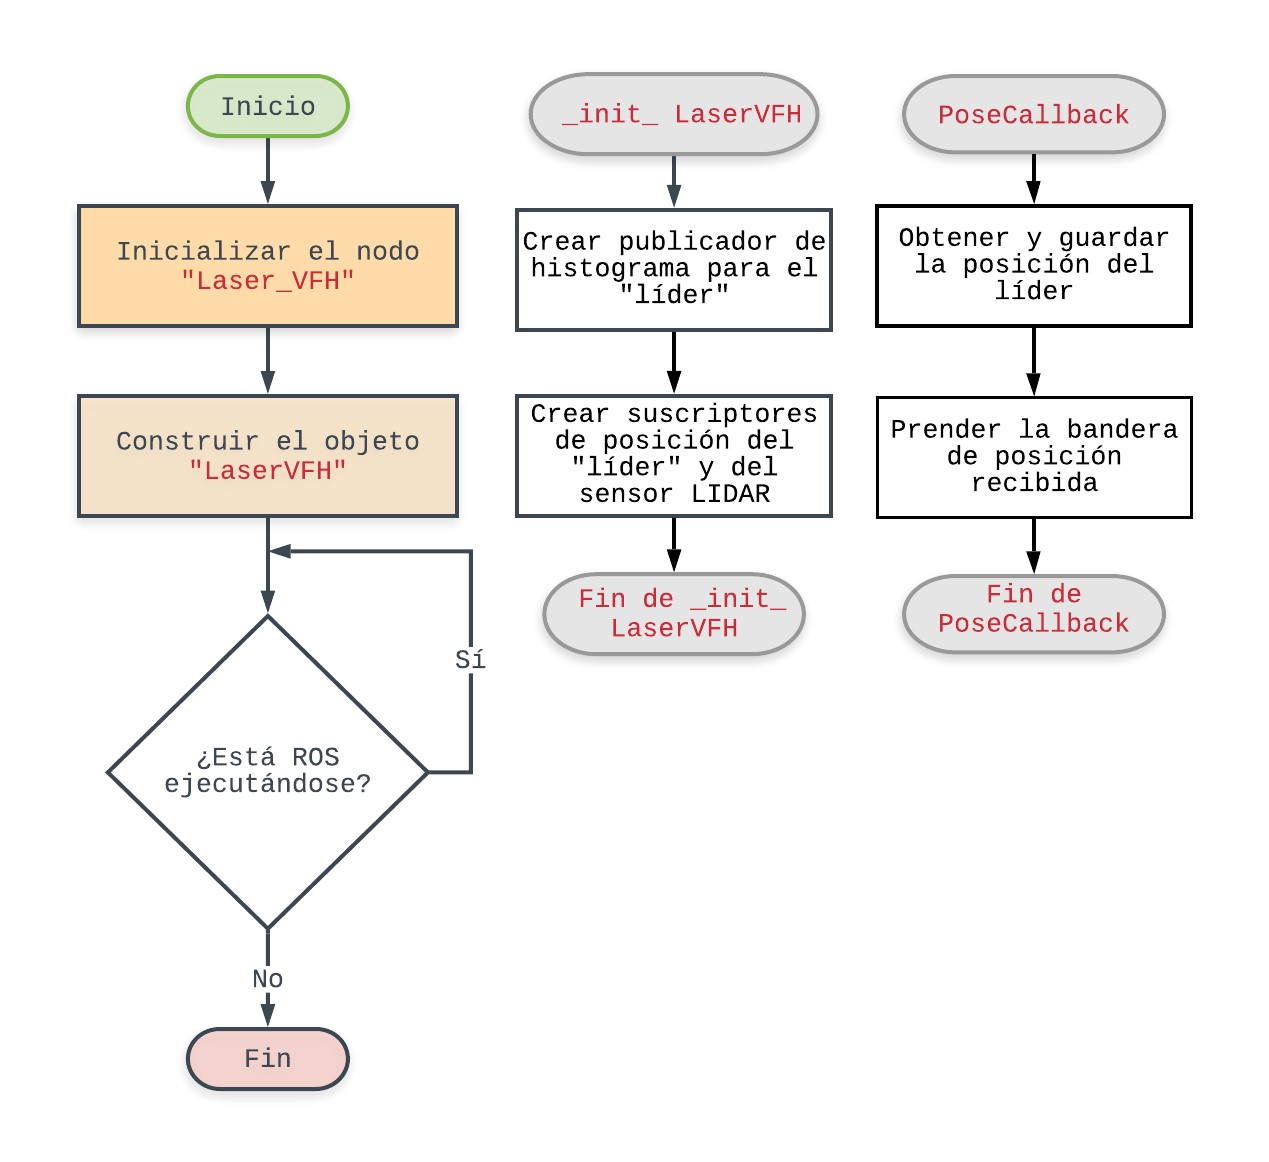 Inicio
Inicializar el nodo
"Laser_VFH"
Construir el objeto
"LaserVFH"
Sí
¿Está ROS
ejecutándose?
No
Fin
_init_ LaserVFH
Crear publicador de
histograma para el
"líder"
Crear suscriptores
de posición del
"líder" y del
sensor LIDAR
Fin de _init_
LaserVFH
PoseCallback
Obtener y guardar
la posición del
líder
Prender la bandera
de posición
recibida
Fin de
PoseCallback